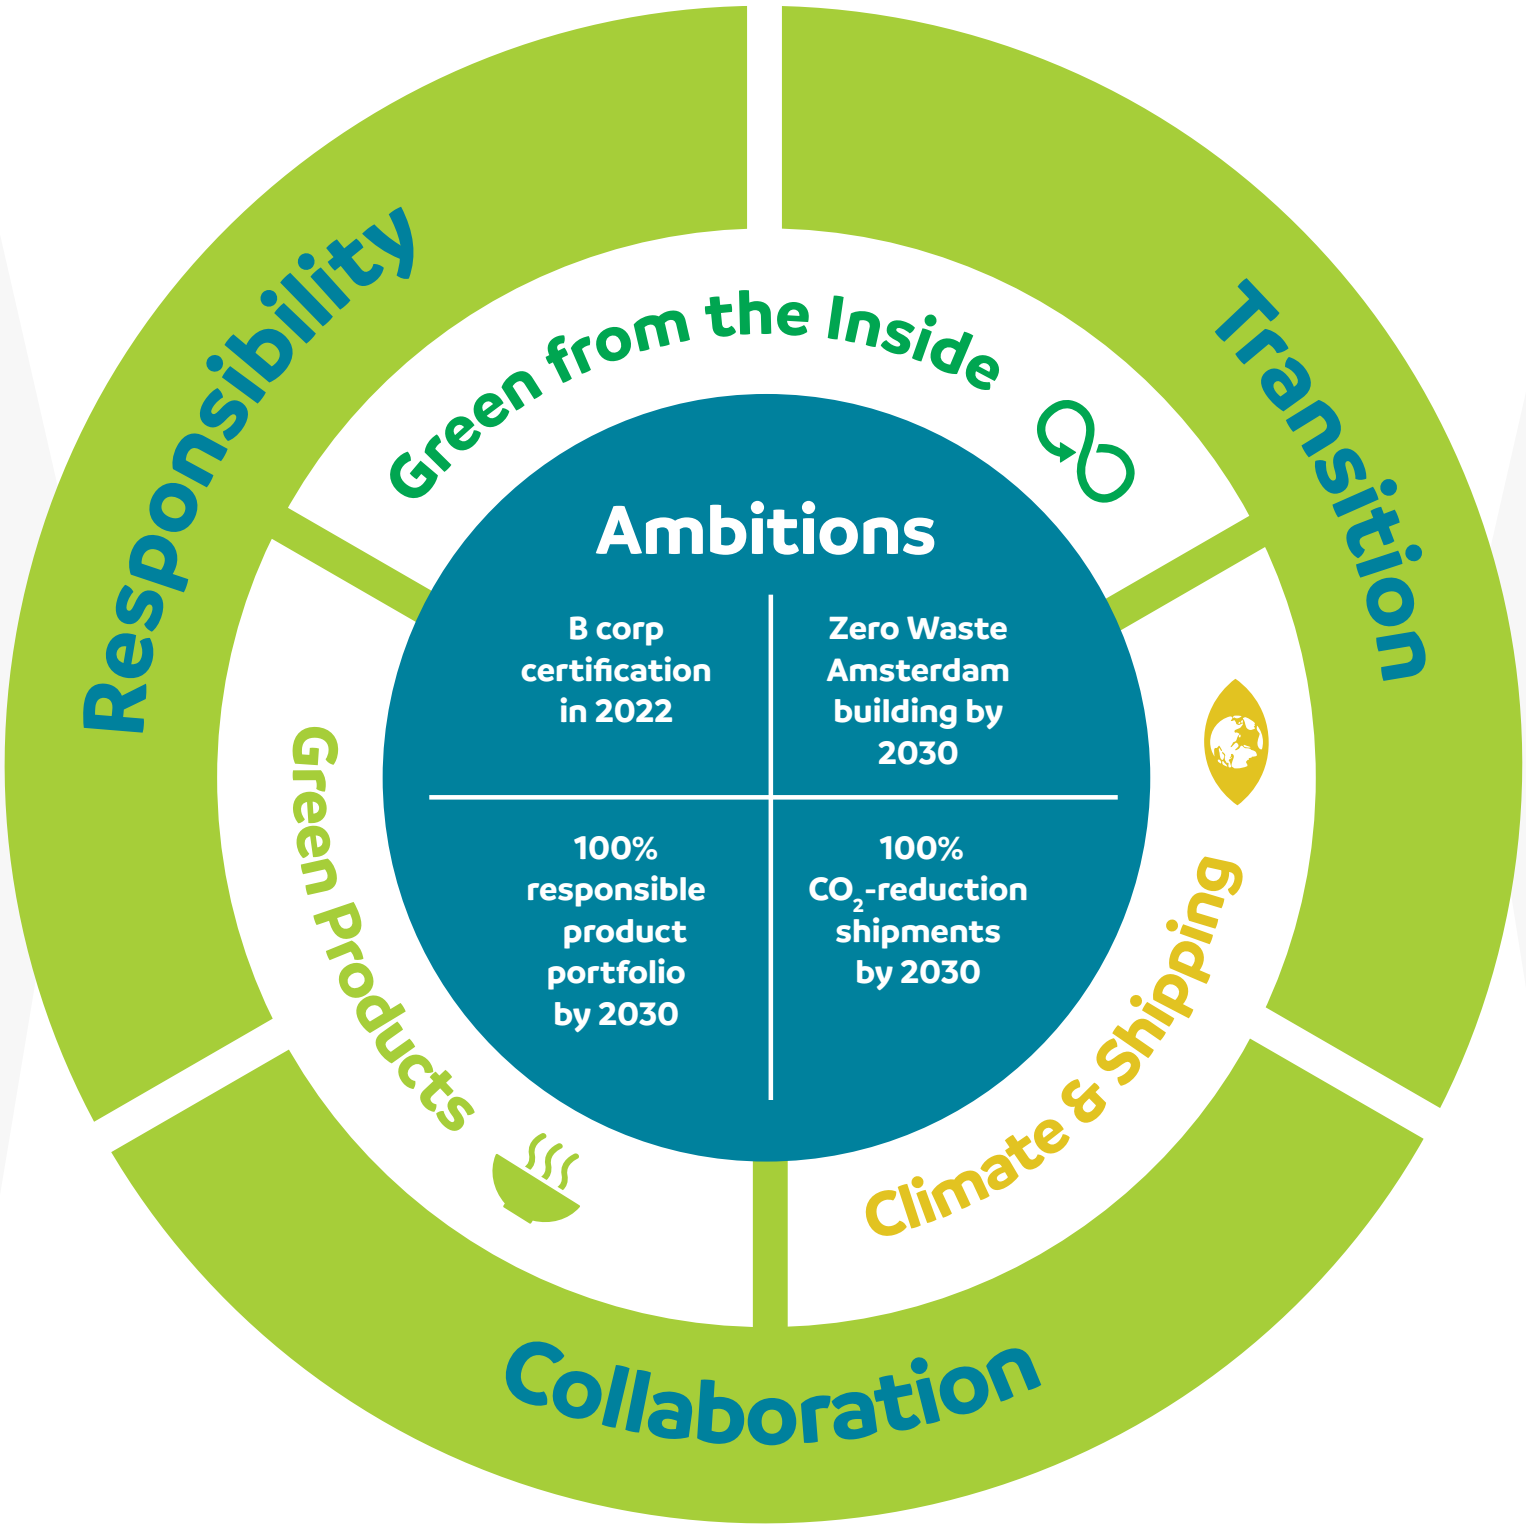 Responsibility
Transition
Green from the Inside
Ambitions
B corp
certification
in 2022
Zero Waste
Amsterdam
building by
2030
100%
responsible
product
portfolio
by 2030
100%
CO₂-reduction
shipments
by 2030
Green Products
Climate & Shipping
Collaboration